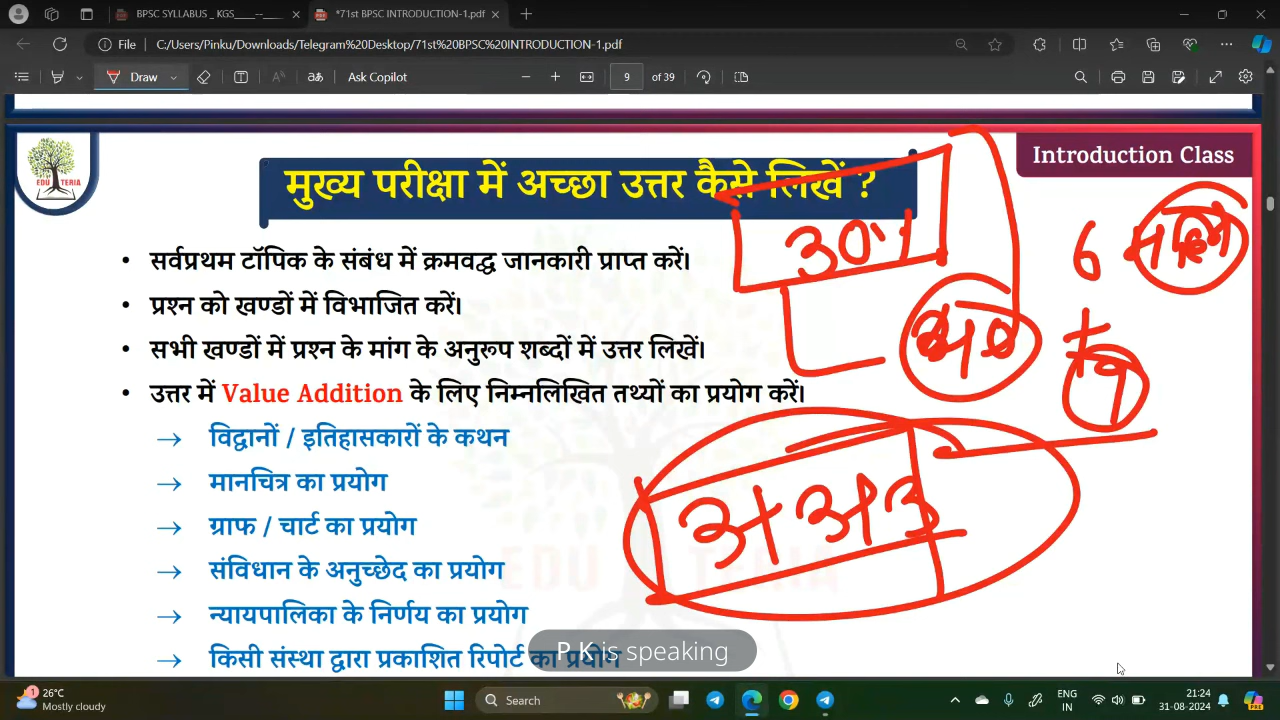 BPSC SYLLABUS _ KGS____--__
*71st BPSC INTRODUCTION-1.pdf
File C:/Users/Pinku/Downloads/Telegram%20Desktop/71st%20BPSC%20INTRODUCTION-1.pdf
Draw Ask Copilot 9 of 39
EDU TERIA
Introduction Class
मुख्य परीक्षा में अच्छा उत्तर कैसे लिखें ?
30%
6
• सर्वप्रथम टॉपिक के संबंध में क्रमवद्ध जानकारी प्राप्त करें।
• प्रश्न को खण्डों में विभाजित करें।
• सभी खण्डों में प्रश्न के मांग के अनुरूप शब्दों में उत्तर लिखें।
• उत्तर में Value Addition के लिए निम्नलिखित तथ्यों का प्रयोग करें।
→ विद्वानों / इतिहासकारों के कथन
→ मानचित्र का प्रयोग
→ ग्राफ / चार्ट का प्रयोग
→ संविधान के अनुच्छेद का प्रयोग
→ न्यायपालिका के निर्णय का प्रयोग
→ किसी संस्था द्वारा प्रकाशित रिपोर्ट का प्रयोग
EDU TERIA
P K is speaking
26°C
Mostly cloudy
Search
ENG
IN
21:24
31-08-2024